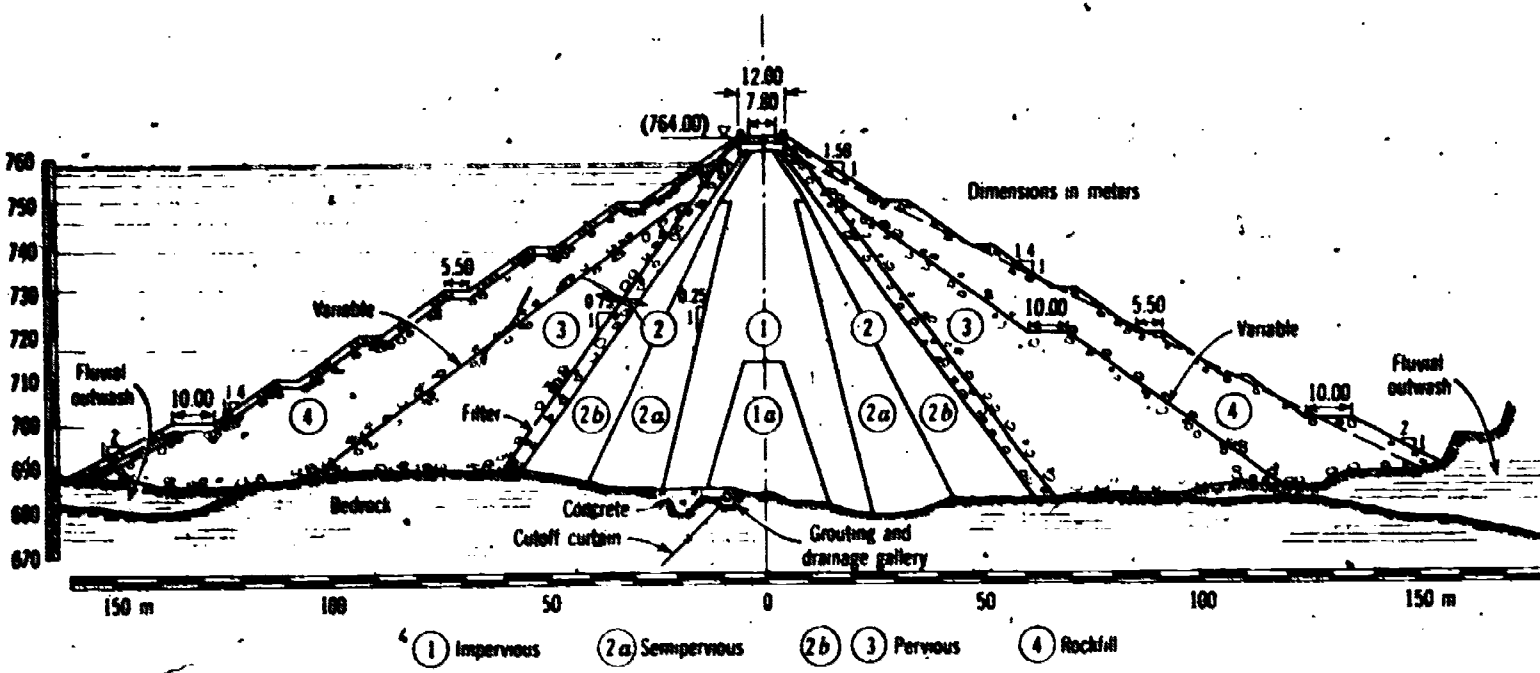 12.00
7.80
(764.00)
760
750
740
730
720
710
700
690
680
670
1.50
1
Dimensions in meters
1.4
1
5.50
Variable
0.75
1
0.25
1
3
2
1
2
3
10.00
5.50
Variable
Fluvial
outwash
10.00
1.4
1
4
Filter
2b
2a
1a
2a
2b
4
10.00
2
1
Fluvial
outwash
2
Bedrock
Concrete
Cutoff curtain
Grouting and
drainage gallery
150 m 100 50 0 50 100 150 m
1 Impervious 2a Semipervious 2b 3 Pervious 4 Rockfill